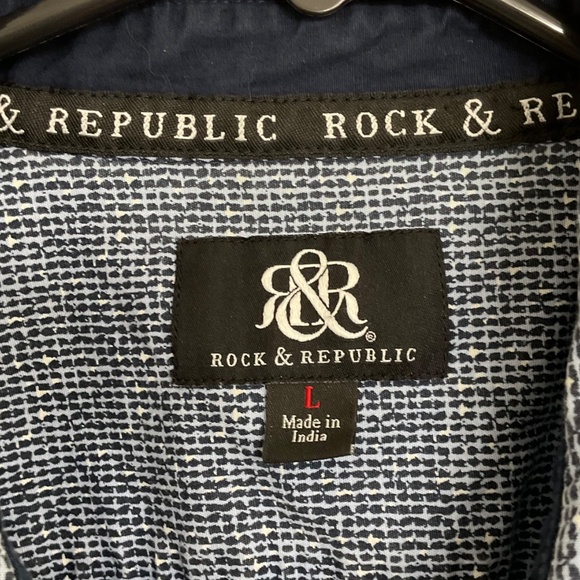 & REPUBLIC ROCK & RE
R&R®
ROCK & REPUBLIC
L
Made in
India